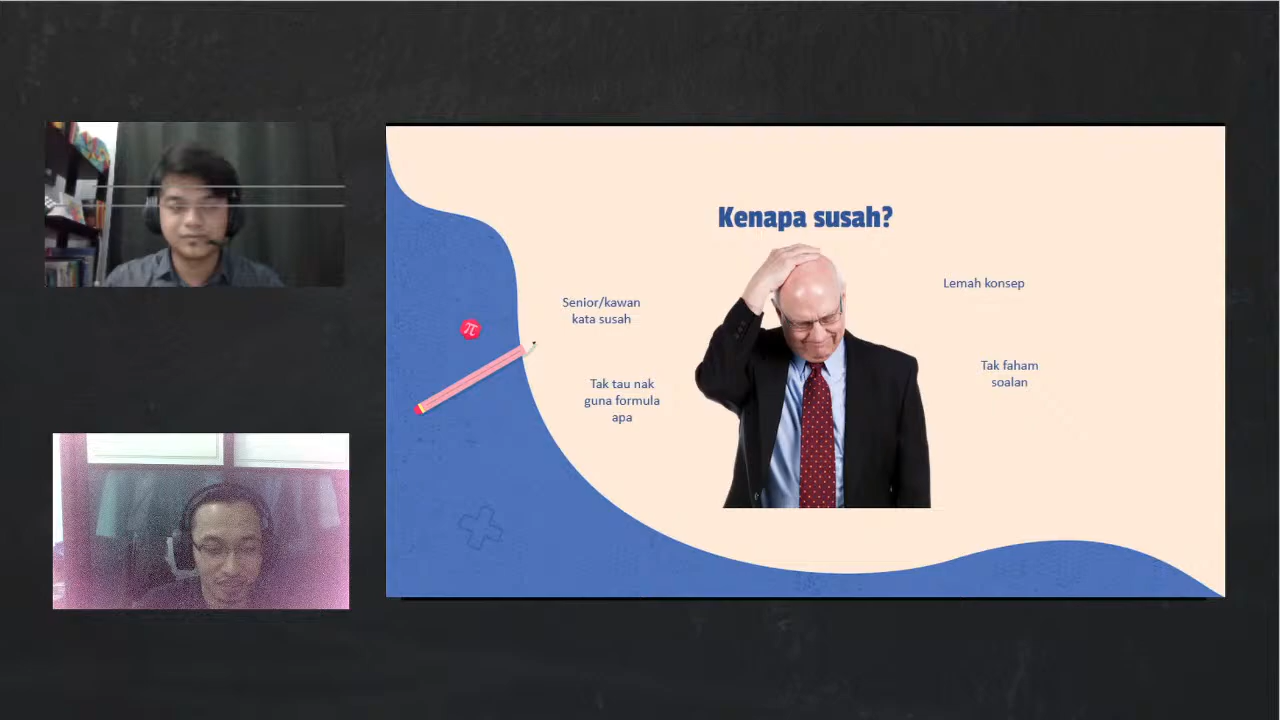 Kenapa susah?
Senior/kawan
kata susah
Tak tau nak
guna formula
apa
Lemah konsep
Tak faham
soalan
π